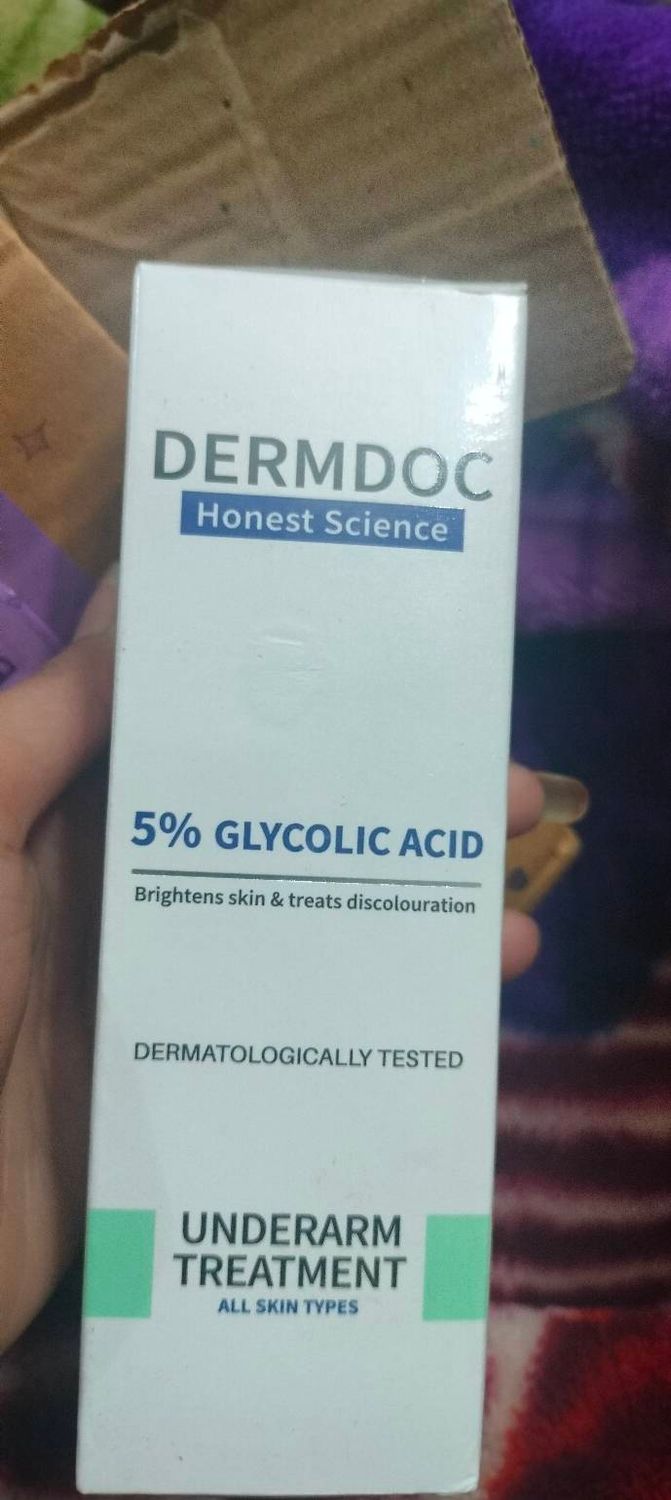 DERMDOC
Honest Science
5% GLYCOLIC ACID
Brightens skin & treats discolouration
DERMATOLOGICALLY TESTED
UNDERARM
TREATMENT
ALL SKIN TYPES